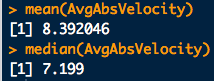 > mean(AvgAbsVelocity)
[1] 8.392046
> median(AvgAbsVelocity)
[1] 7.199